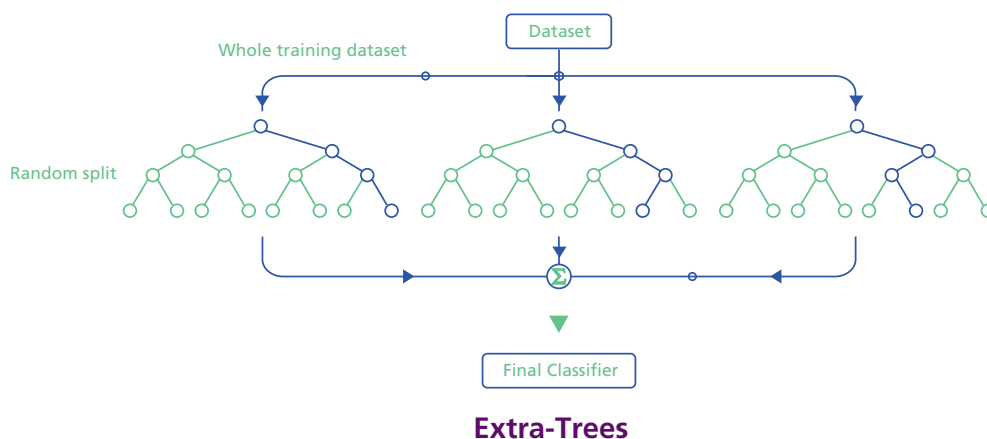 Dataset
Whole training dataset
Random split
Σ
Final Classifier
Extra-Trees